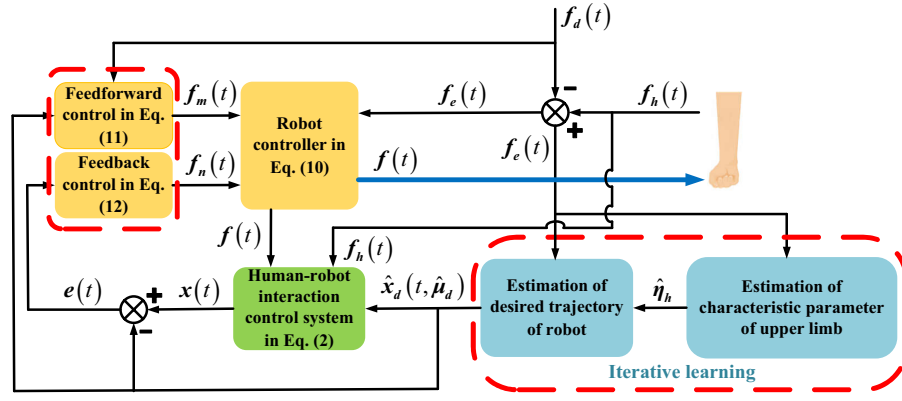 f_d(t)
Feedforward
control in Eq.
(11)
f_m(t)
f_e(t)
−
f_h(t)
+
Robot
controller in
Eq. (10)
f_e(t)
f(t)
Feedback
control in Eq.
(12)
f_n(t)
f(t)
f_h(t)
e(t)
+
−
x(t)
Human-robot
interaction
control system
in Eq. (2)
x̂_d(t, μ̂_d)
Estimation of
desired trajectory
of robot
η̂_h
Estimation of
characteristic parameter
of upper limb
Iterative learning